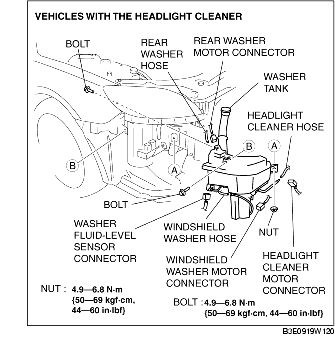 VEHICLES WITH THE HEADLIGHT CLEANER
BOLT
REAR
WASHER
HOSE
REAR WASHER
MOTOR CONNECTOR
WASHER
TANK
HEADLIGHT
CLEANER HOSE
B
A
B
A
BOLT
WASHER
FLUID-LEVEL
SENSOR
CONNECTOR
WINDSHIELD
WASHER HOSE
NUT
WINDSHIELD
WASHER MOTOR
CONNECTOR
HEADLIGHT
CLEANER
MOTOR
CONNECTOR
NUT : 4.9—6.8 N·m
{50—69 kgf·cm,
44—60 in·lbf}
BOLT : 4.9—6.8 N·m
{50—69 kgf·cm, 44—60 in·lbf}
B3E0919W120